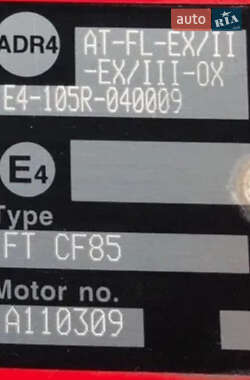 auto RIA
ADR4
AT-FL-EX/II
-EX/III-OX
E4-105R-040009
E4
Type
FT CF85
Motor no.
A110309